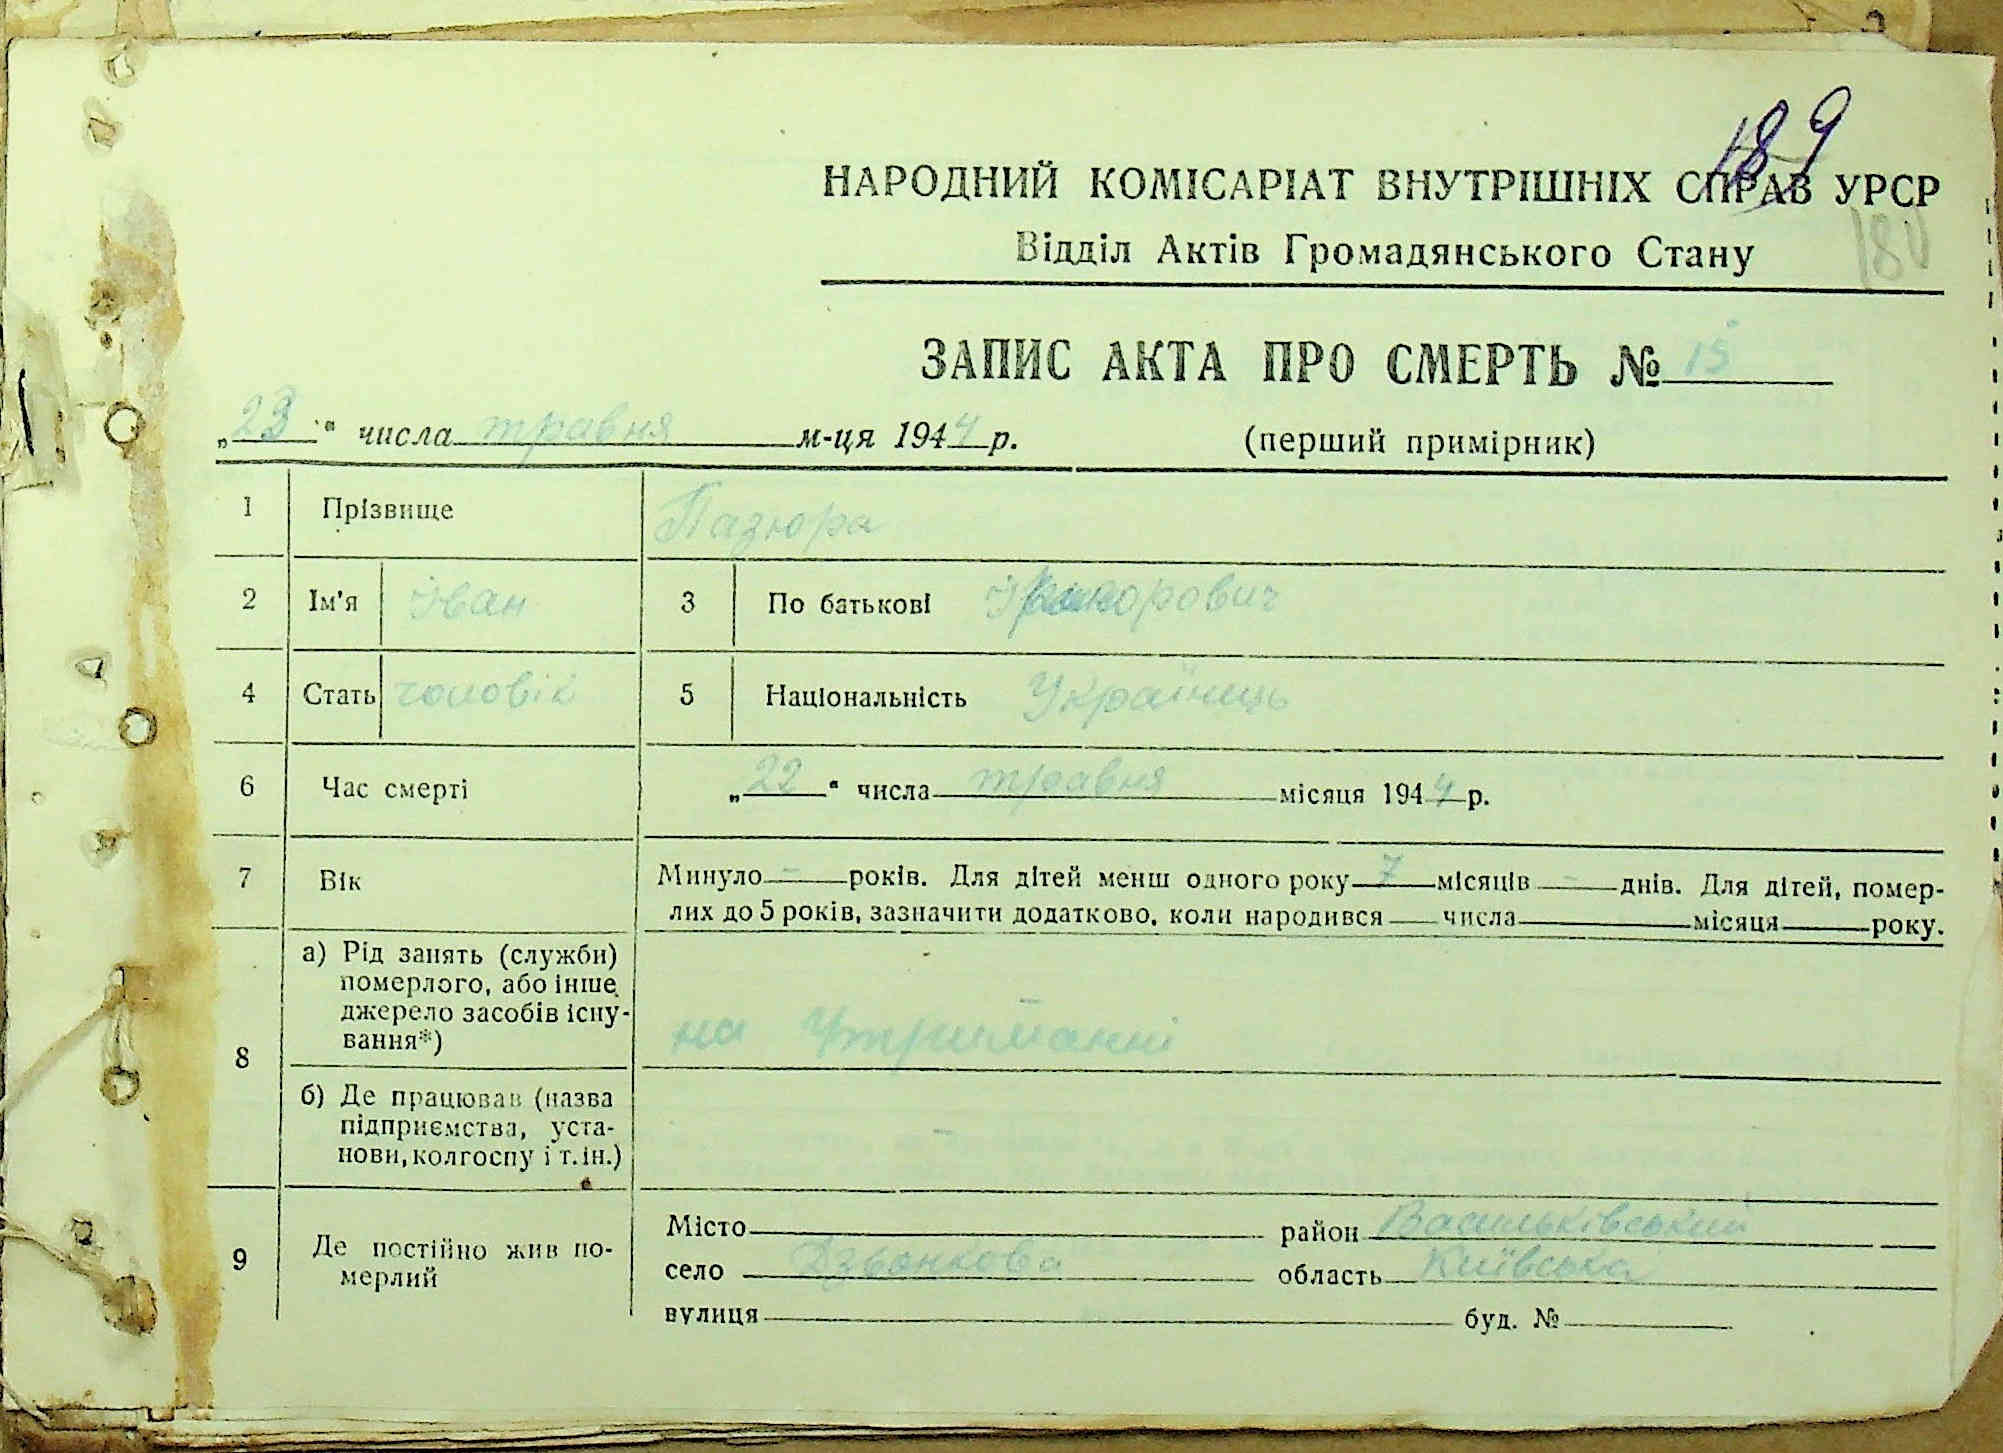 189
НАРОДНИЙ КОМІСАРІАТ ВНУТРІШНІХ СПРАВ УРСР
Відділ Актів Громадянського Стану
180
ЗАПИС АКТА ПРО СМЕРТЬ № 15
„23" числа травня м-ця 1944 р. (перший примірник)
1 Прізвище Пазюра
2 Ім'я Іван 3 По батькові
4 Стать чоловік 5 Національність Українець
6 Час смерті „22" числа травня місяця 1944 р.
7 Вік Минуло - років. Для дітей менш одного року 7 місяців - днів. Для дітей, помер-
лих до 5 років, зазначити додатково, коли народився числа місяця року.
8 а) Рід занять (служби)
померлого, або інше
джерело засобів існу-
вання*)
на Утриманні
б) Де працював (назва
підприємства, уста-
нови, колгоспу і т. ін.)
9 Де постійно жив по-
мерлий
Місто район Васильківський
село Дзвонкова область Київська
вулиця буд. №